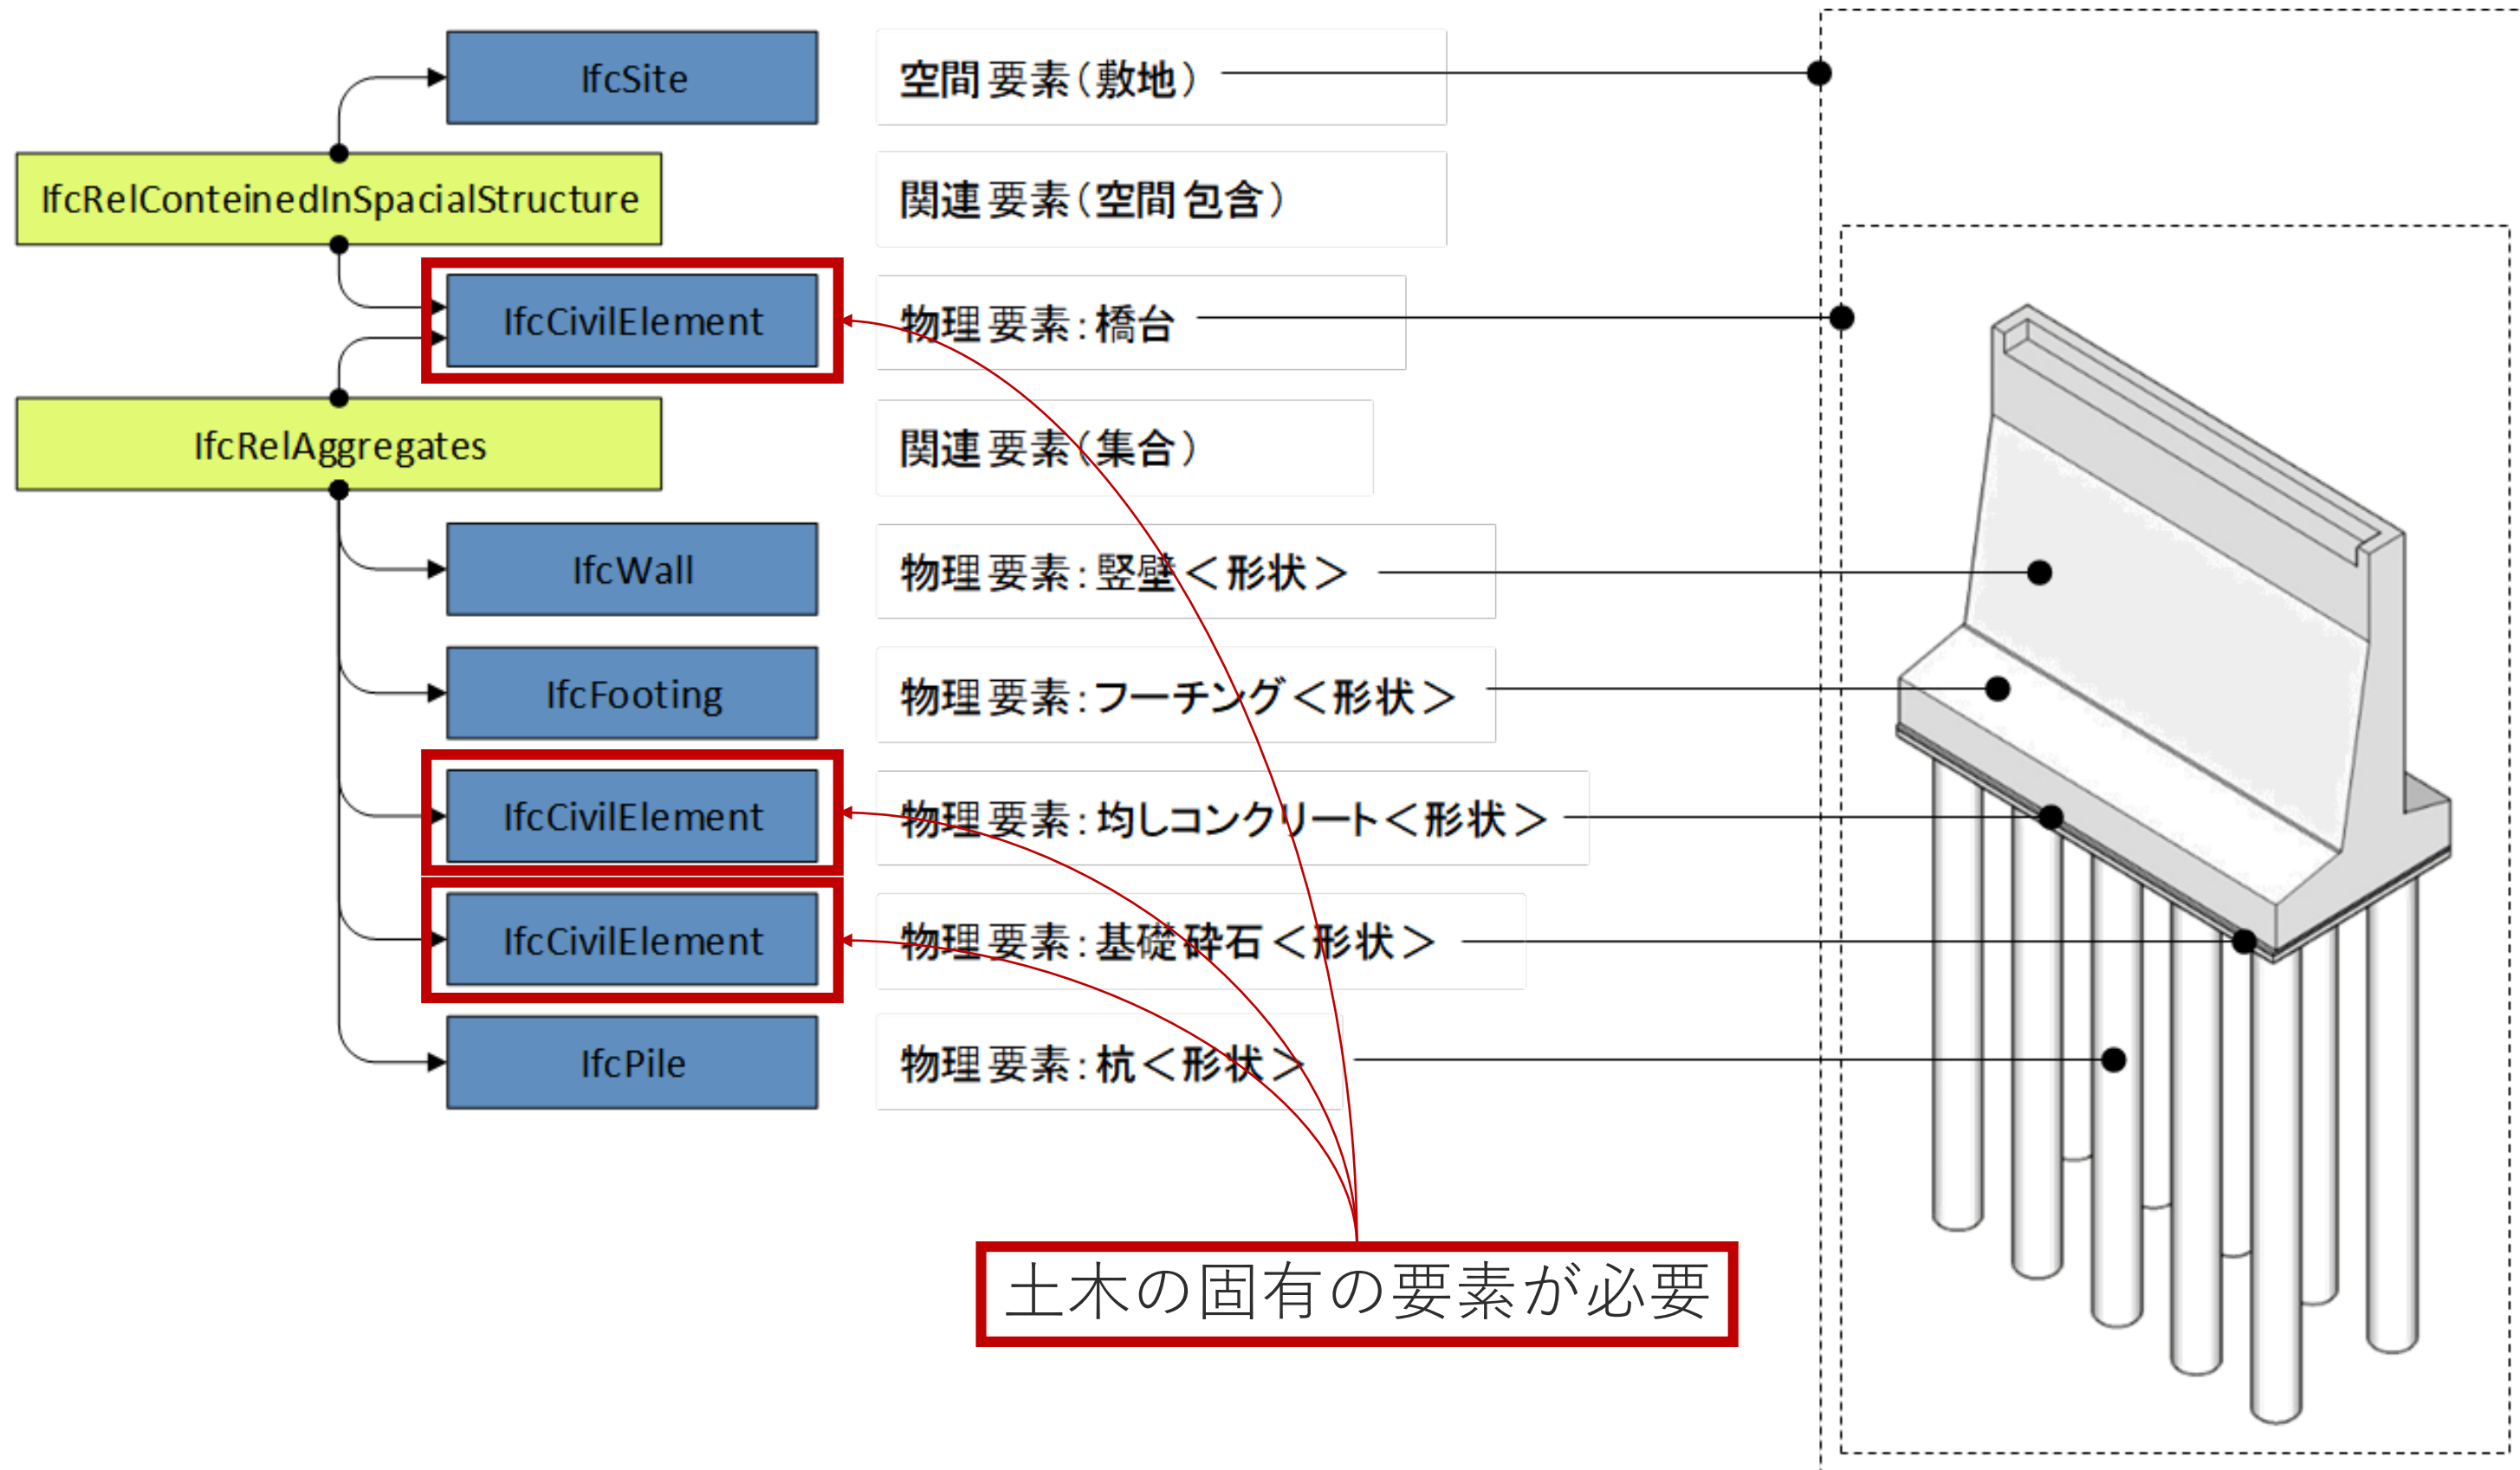 IfcSite
空間要素(敷地)
IfcRelConteinedInSpacialStructure
関連要素(空間包含)
IfcCivilElement
物理要素:橋台
IfcRelAggregates
関連要素(集合)
IfcWall
物理要素:竪壁<形状>
IfcFooting
物理要素:フーチング<形状>
IfcCivilElement
物理要素:均しコンクリート<形状>
IfcCivilElement
物理要素:基礎砕石<形状>
IfcPile
物理要素:杭<形状>
土木の固有の要素が必要